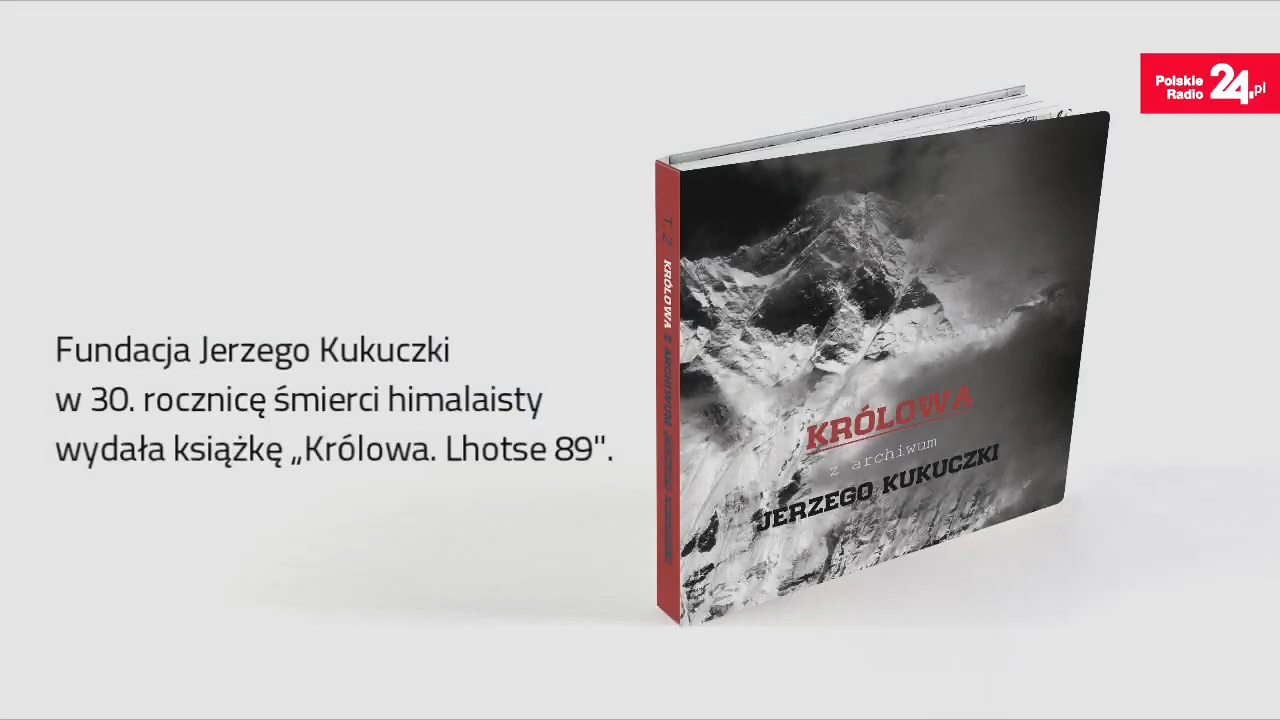 Polskie
Radio 24.pl
Fundacja Jerzego Kukuczki
w 30. rocznicę śmierci himalaisty
wydała książkę „Królowa. Lhotse 89".
T. 2 KRÓLOWA Z ARCHIWUM JERZEGO KUKUCZKI
KRÓLOWA
z archiwum
JERZEGO KUKUCZKI